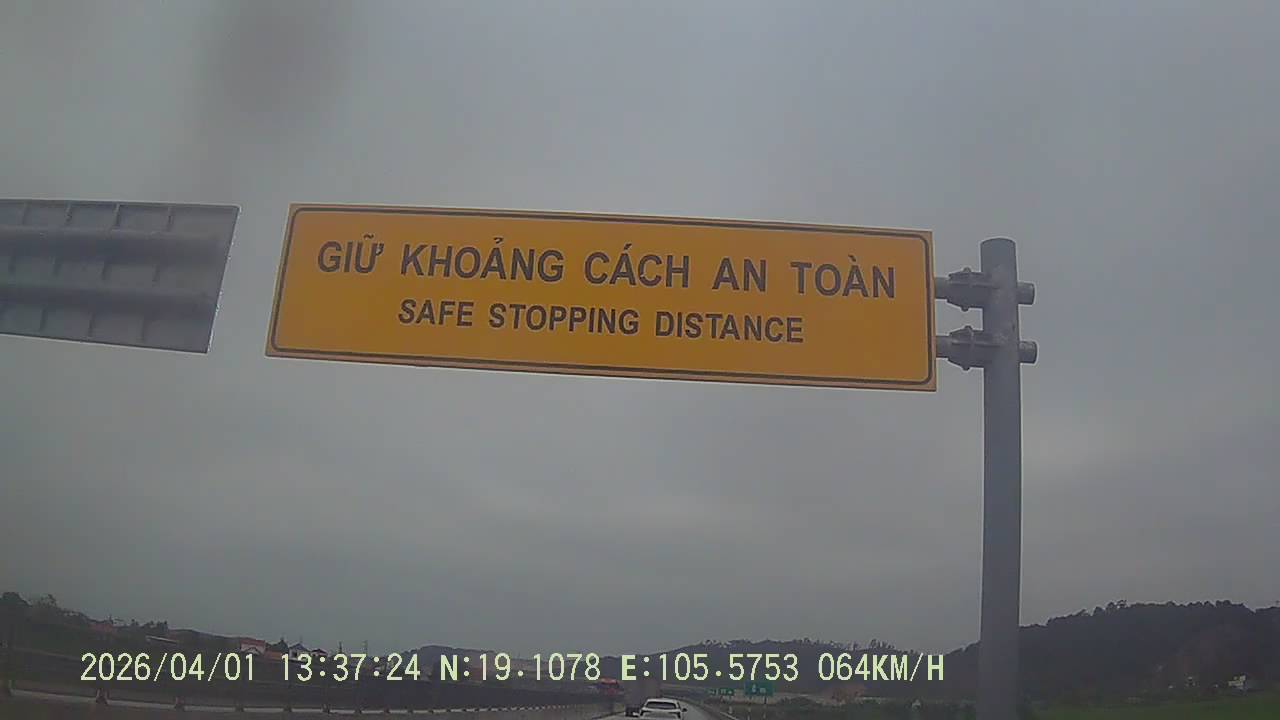 GIỮ KHOẢNG CÁCH AN TOÀN
SAFE STOPPING DISTANCE
2026/04/01 13:37:24 N:19.1078 E:105.5753 064KM/H